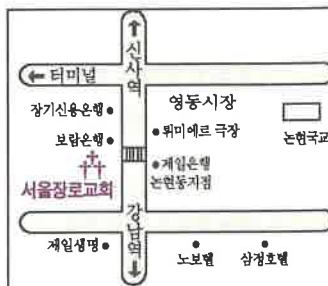 신사역
터미널
장기신용은행
영동시장
보람은행
뤼미에르 극장
논현국교
서울장로교회
제일은행
논현동지점
강남역
제일생명
노보텔
삼정호텔